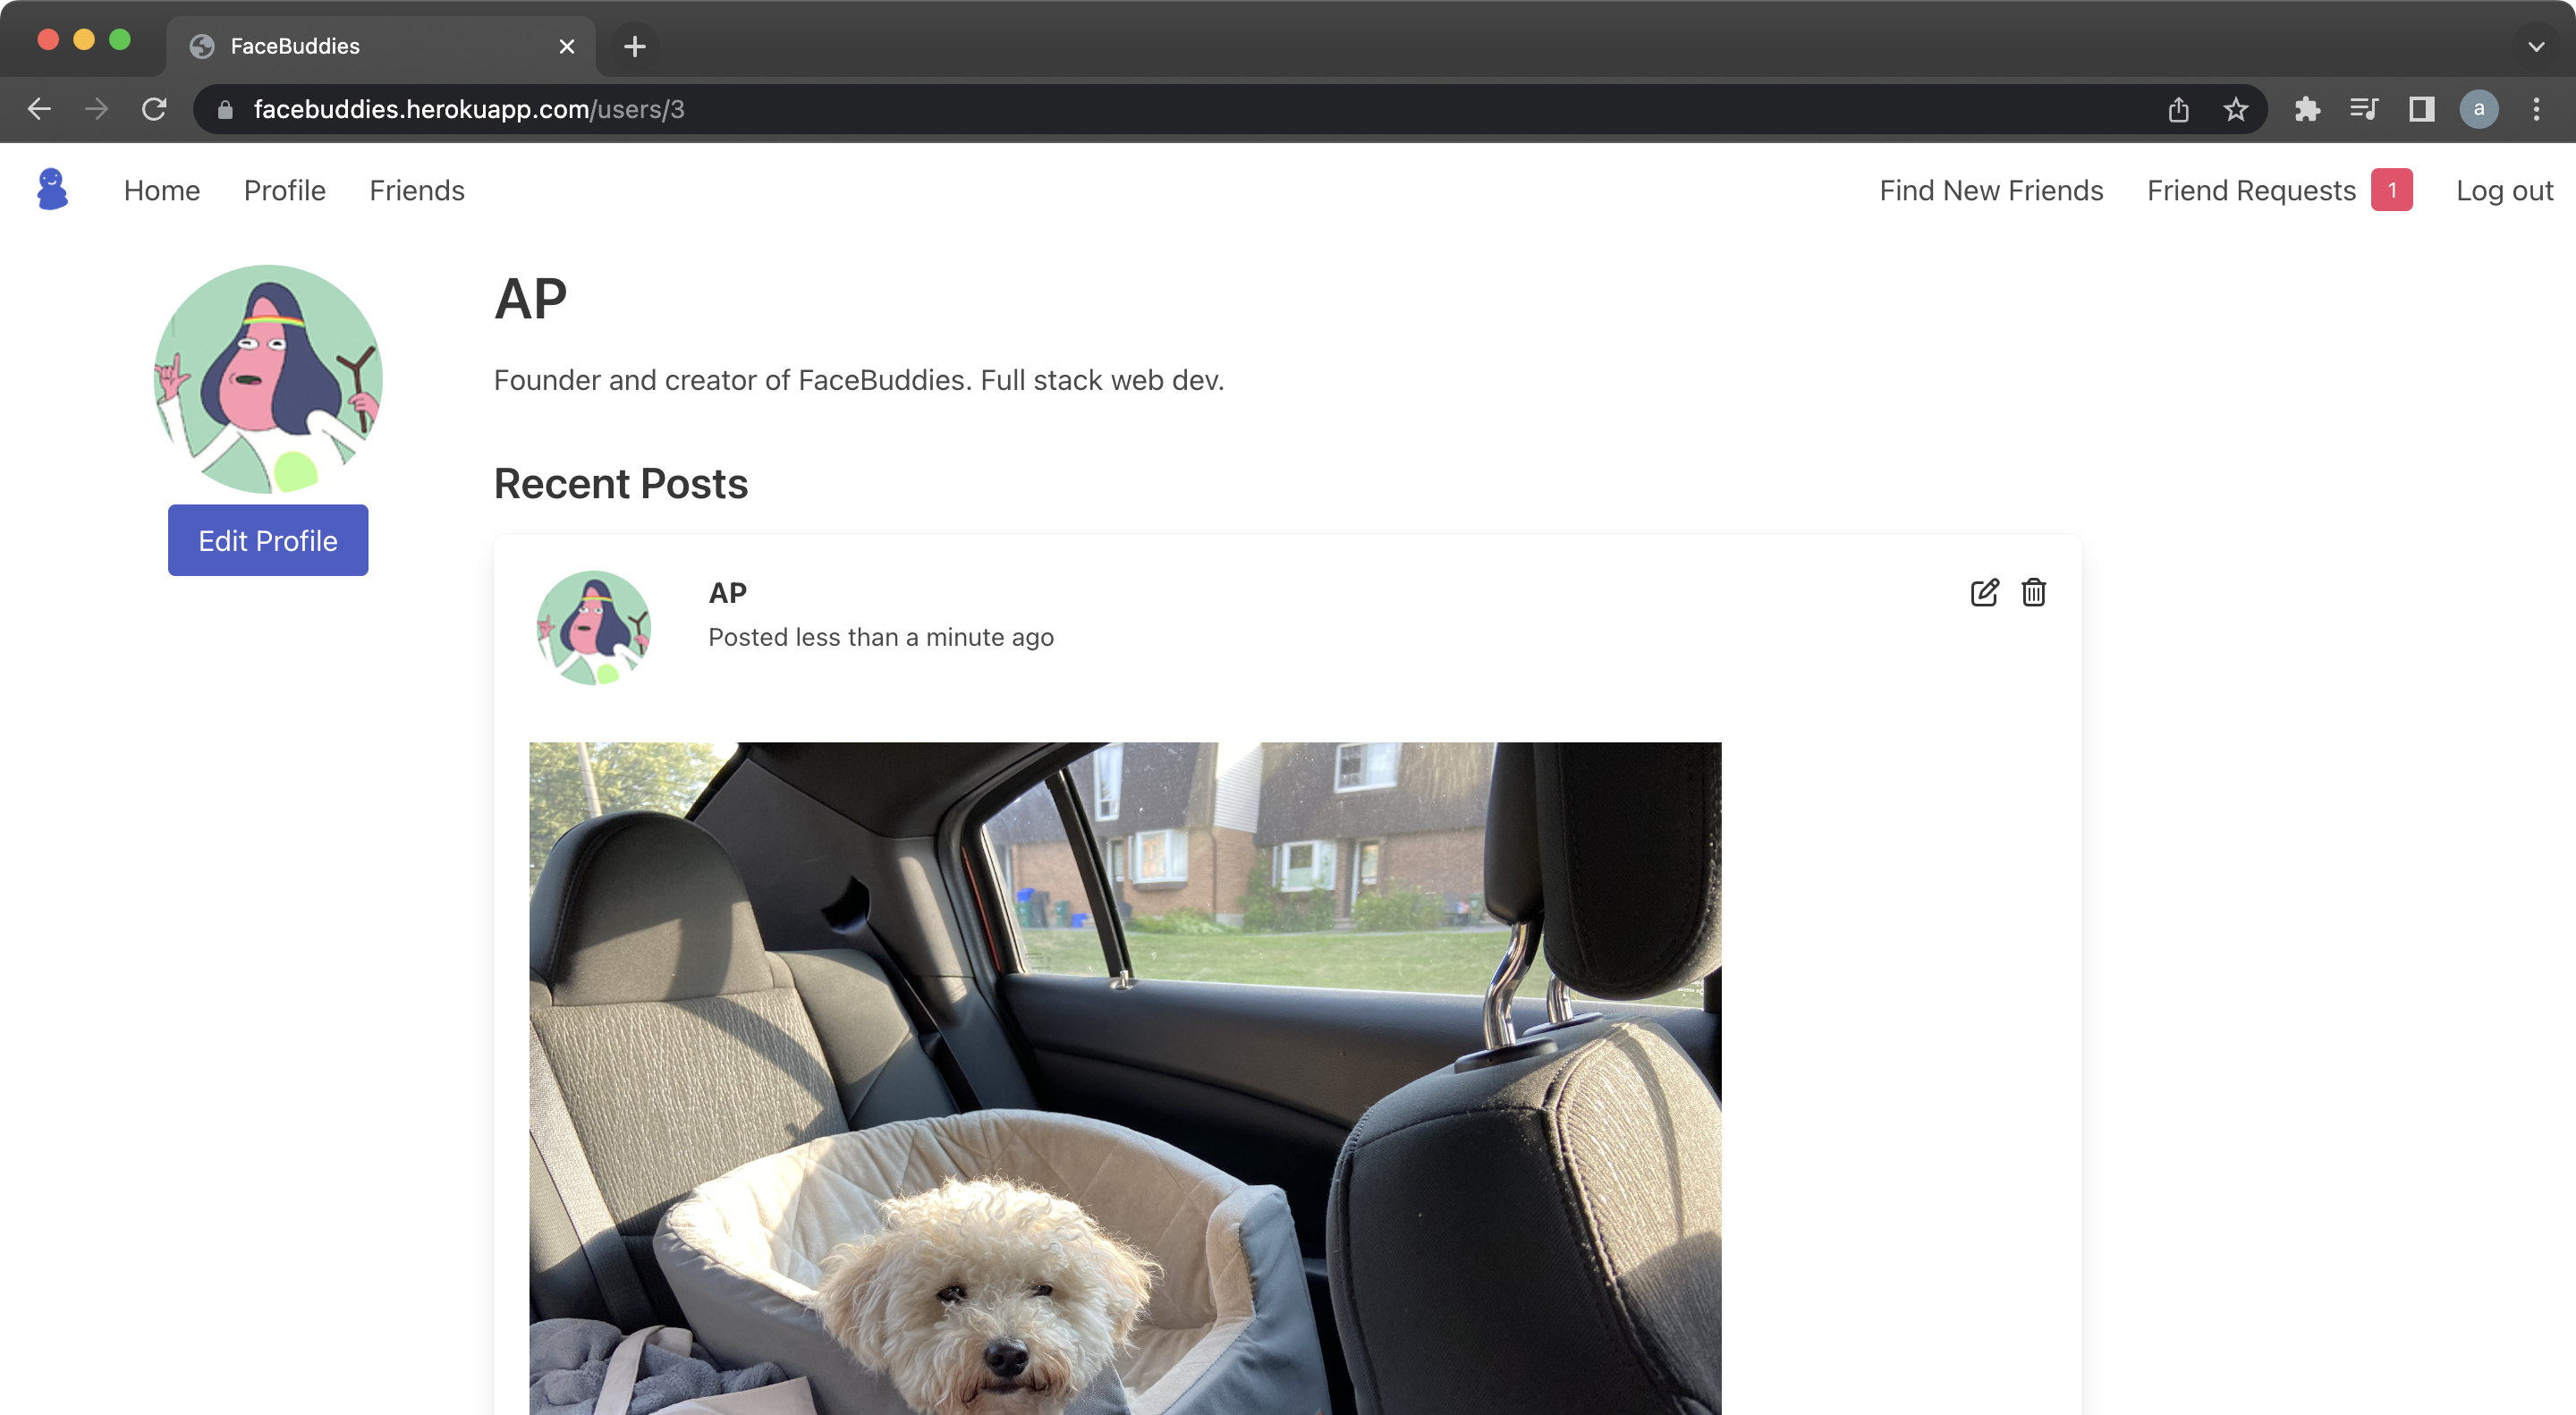 FaceBuddies
facebuddies.herokuapp.com/users/3
a
Home Profile Friends Find New Friends Friend Requests 1 Log out
AP
Founder and creator of FaceBuddies. Full stack web dev.
Edit Profile
Recent Posts
AP
Posted less than a minute ago